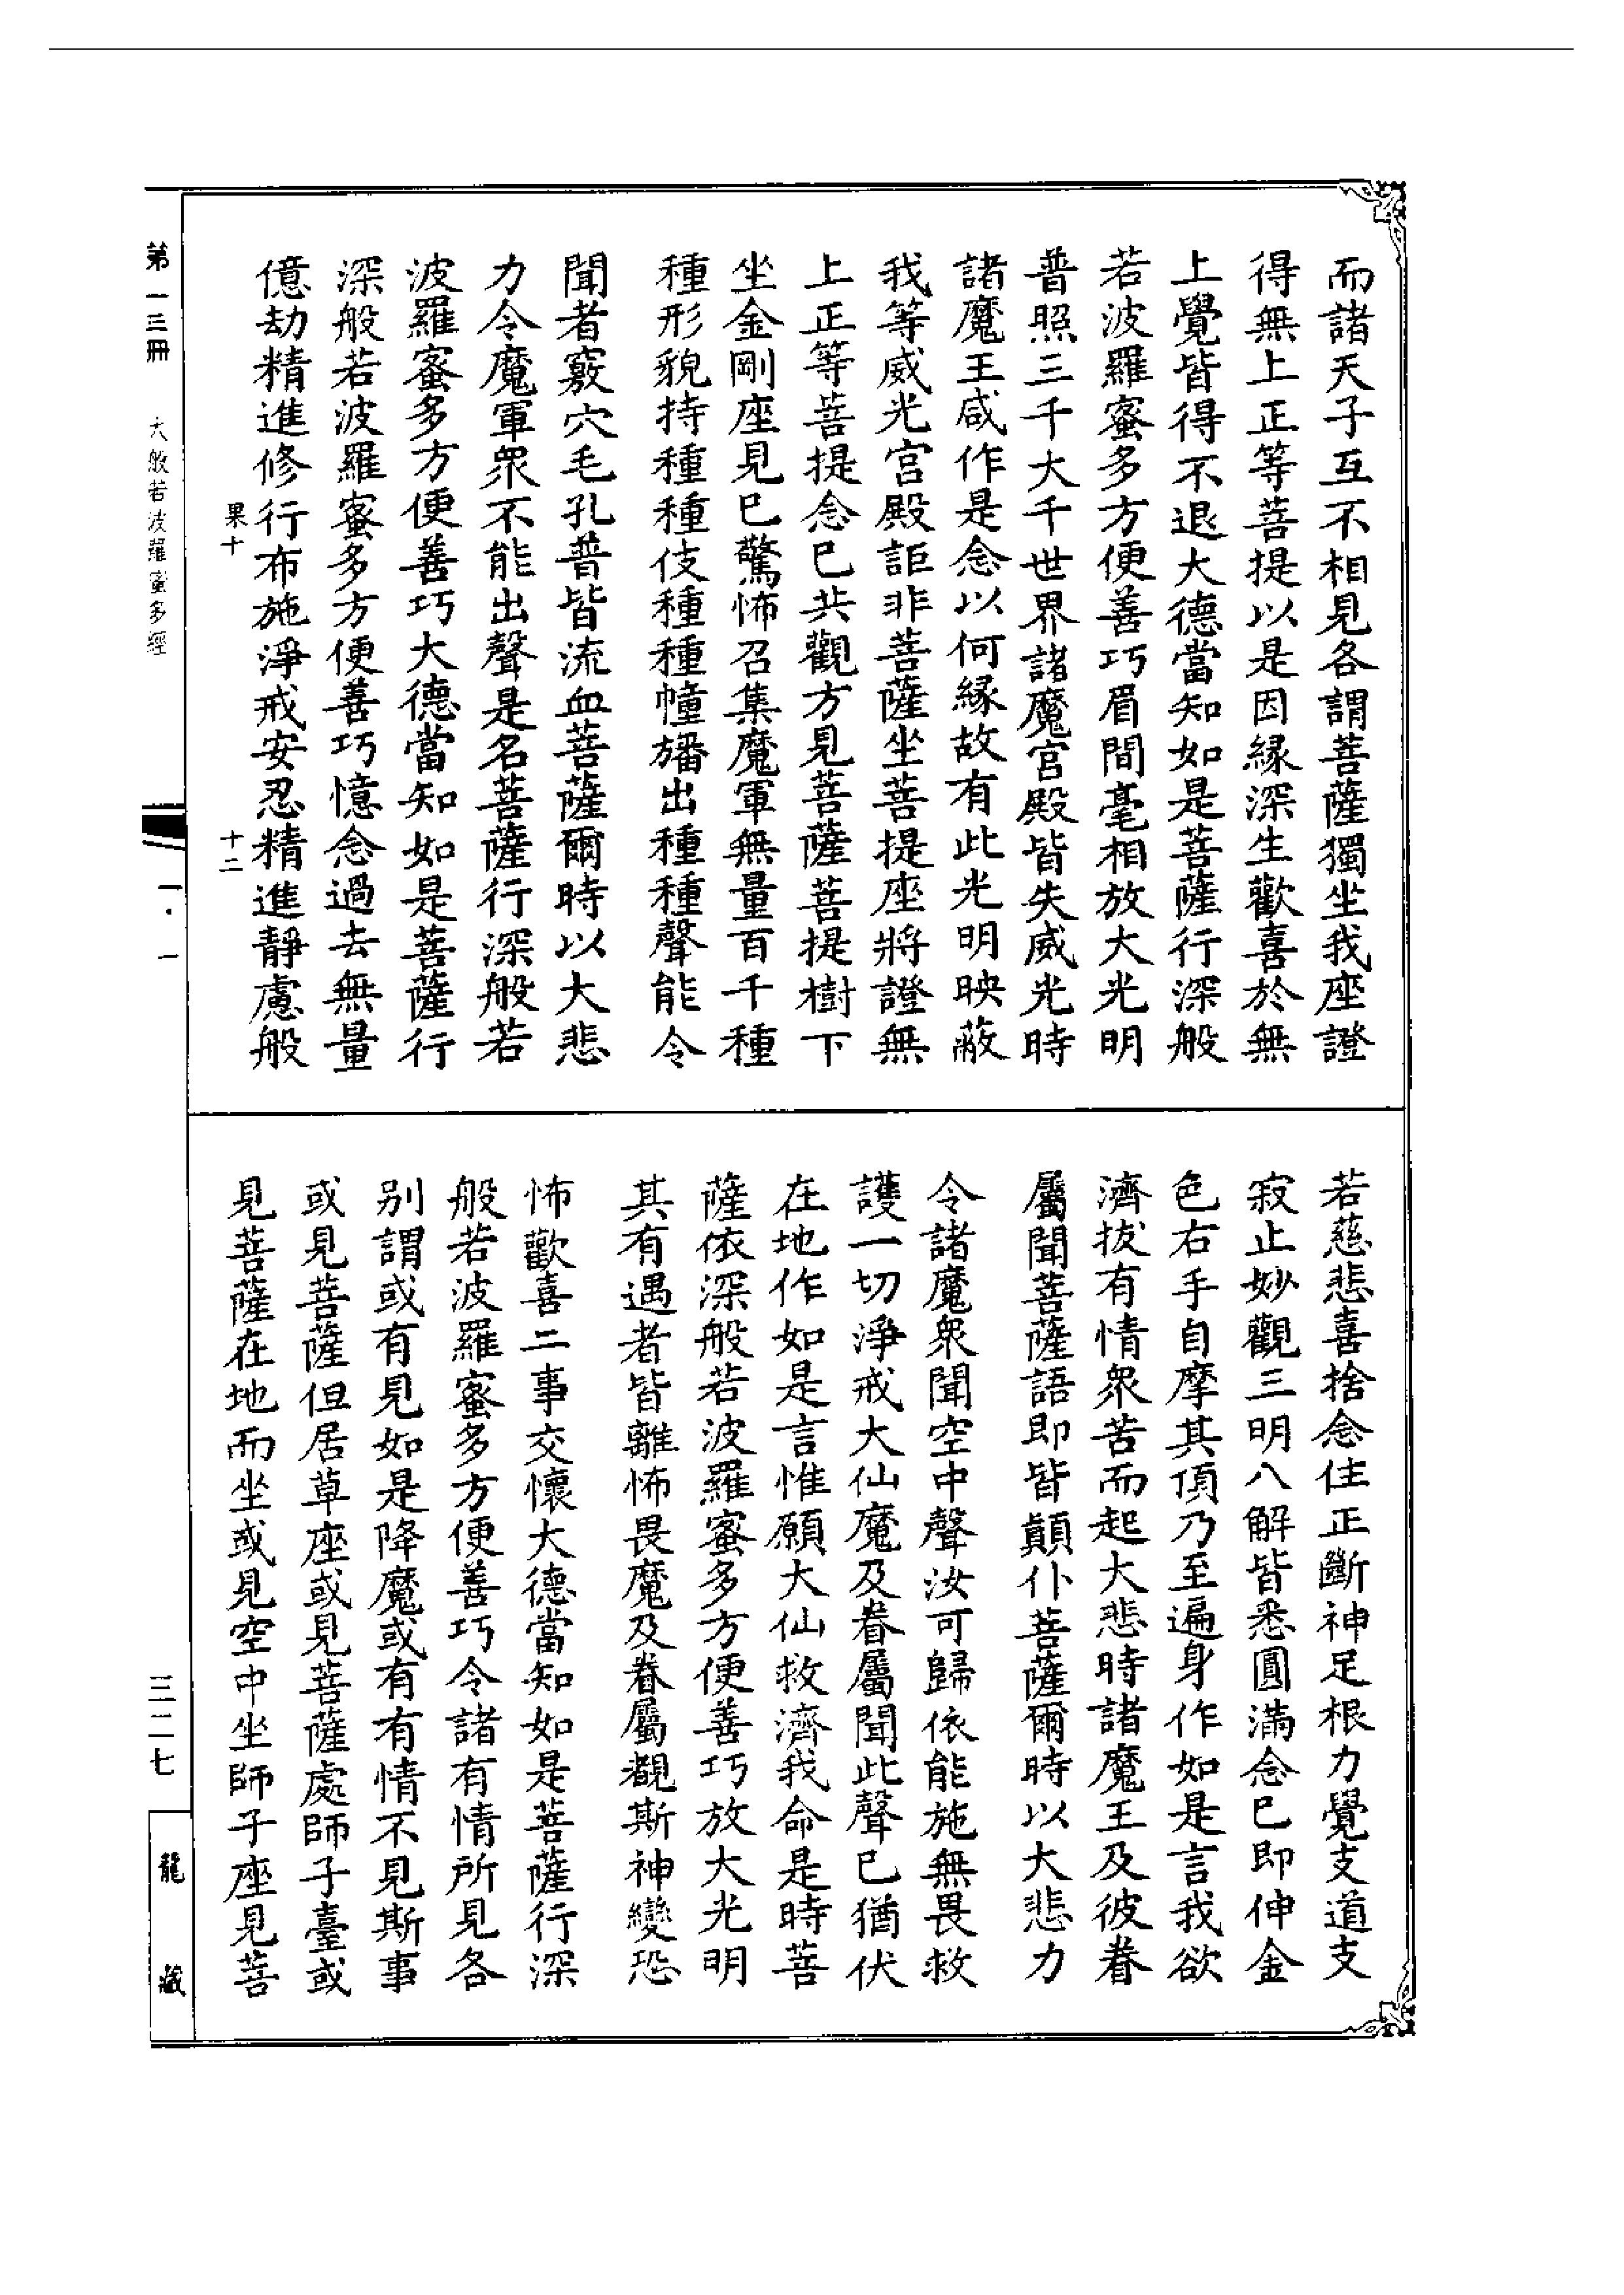 而諸天子互不相見各謂菩薩獨坐我座證
得無上正等菩提以是因緣深生歡喜於無
上覺皆得不退大德當知如是菩薩行深般
若波羅蜜多方便善巧眉間毫相放大光明
普照三千大千世界諸魔宮殿皆失威光時
諸魔王咸作是念以何緣故有此光明映蔽
我等威光宮殿詎非菩薩坐菩提座將證無
上正等菩提念已共觀方見菩薩菩提樹下
坐金剛座見已驚怖召集魔軍無量百千種
種形貌持種種伎種種幢旛出種種聲能令
聞者竅穴毛孔普皆流血菩薩爾時以大悲
力令魔軍眾不能出聲是名菩薩行深般若
波羅蜜多方便善巧大德當知如是菩薩行
深般若波羅蜜多方便善巧憶念過去無量
億劫精進修行布施淨戒安忍精進靜慮般
果十
十二
若慈悲喜捨念住正斷神足根力覺支道支
寂止妙觀三明八解皆悉圓滿念已即伸金
色右手自摩其頂乃至遍身作如是言我欲
濟拔有情眾苦而起大悲時諸魔王及彼眷
屬聞菩薩語即皆顛仆菩薩爾時以大悲力
令諸魔眾聞空中聲汝可歸依能施無畏救
護一切淨戒大仙魔及眷屬聞此聲已猶伏
在地作如是言惟願大仙救濟我命是時菩
薩依深般若波羅蜜多方便善巧放大光明
其有遇者皆離怖畏魔及眷屬覩斯神變恐
怖歡喜二事交懷大德當知如是菩薩行深
般若波羅蜜多方便善巧令諸有情所見各
別謂或有見如是降魔或有有情不見斯事
或見菩薩但居草座或見菩薩處師子臺或
見菩薩在地而坐或見空中坐師子座見菩
第一三冊
大般若波羅蜜多經
三二七
龍藏